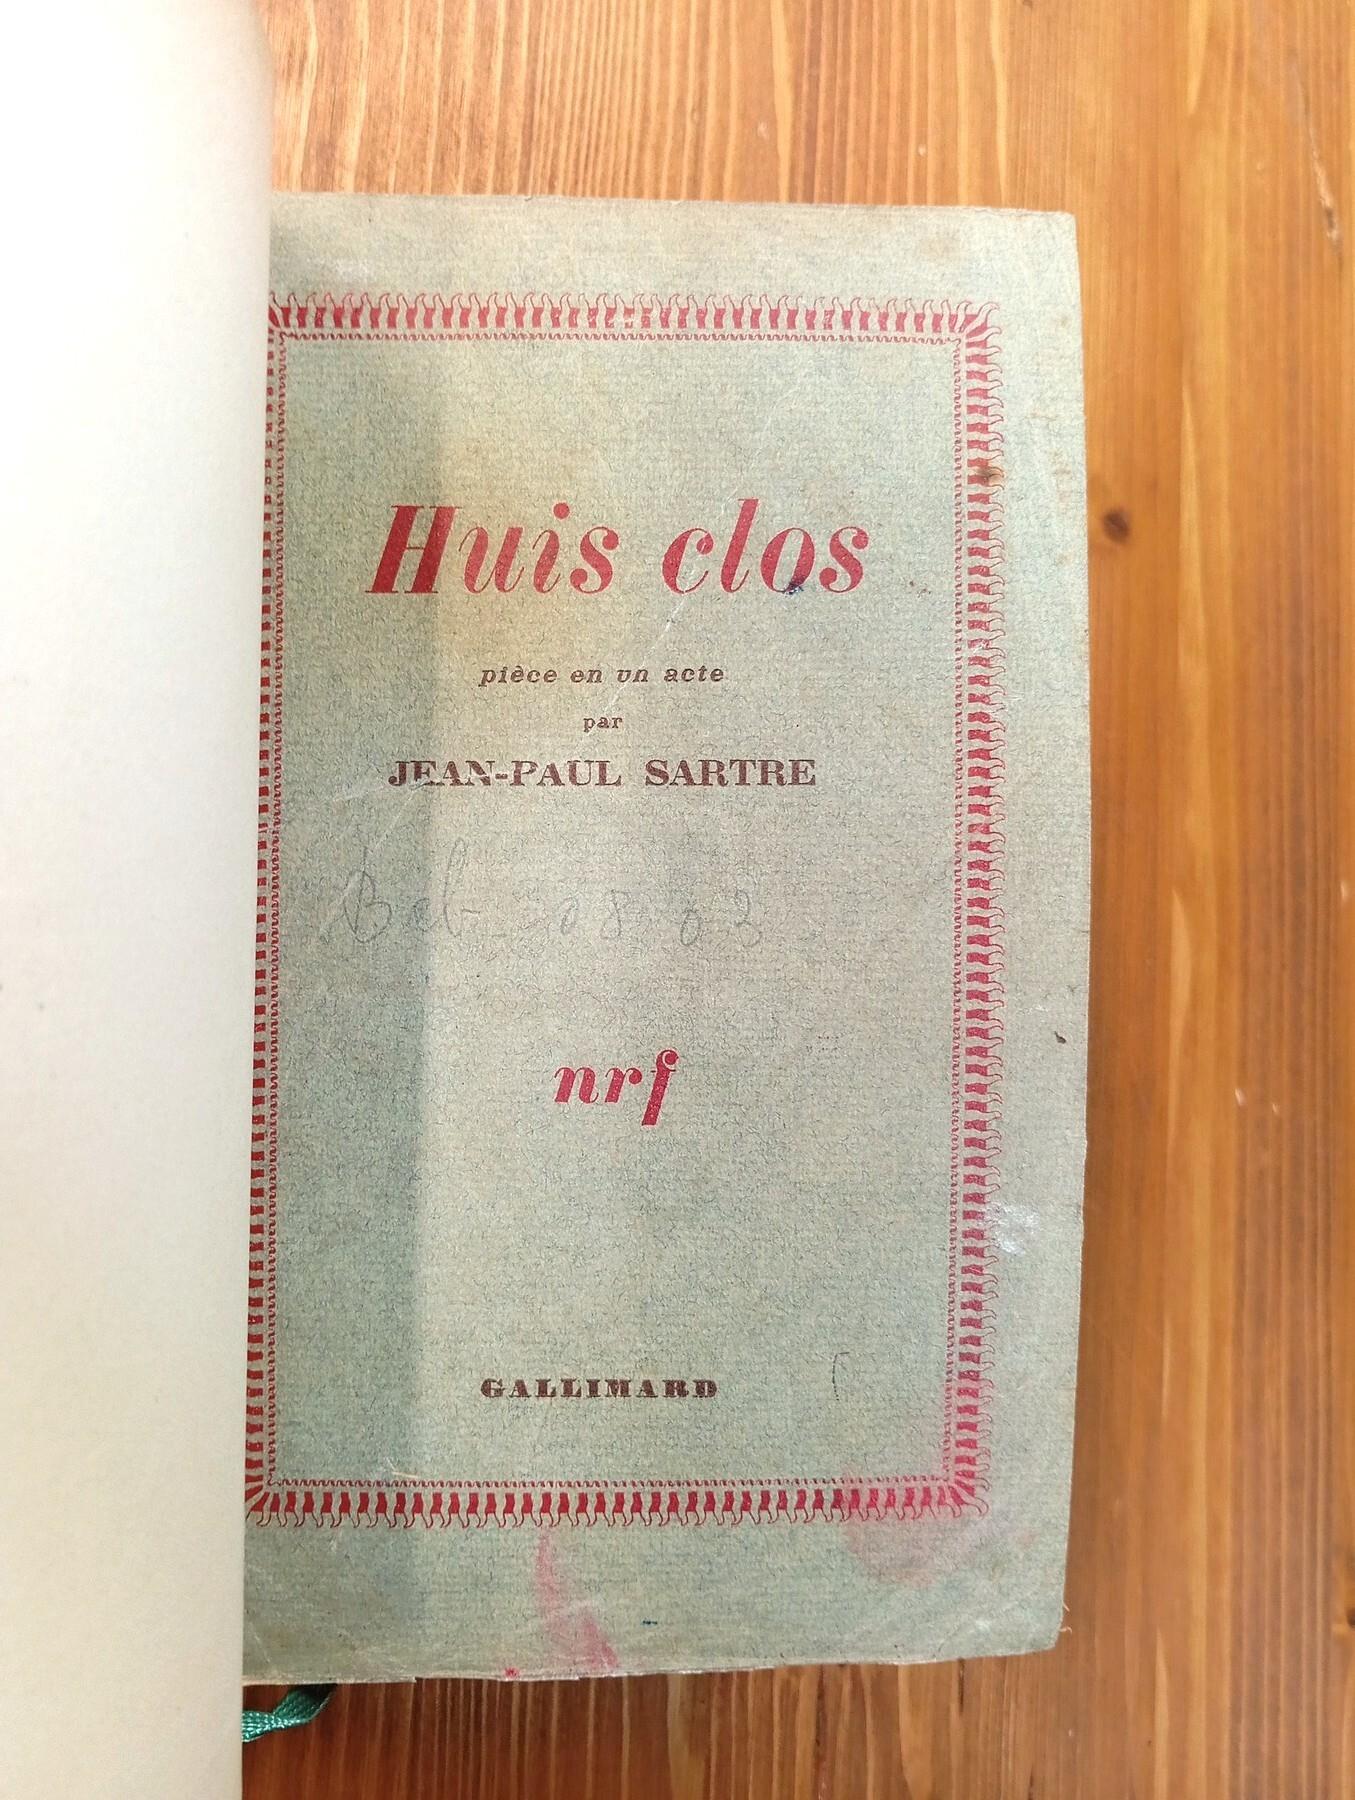 Huis clos
pièce en un acte
par
JEAN-PAUL SARTRE
nrf
GALLIMARD